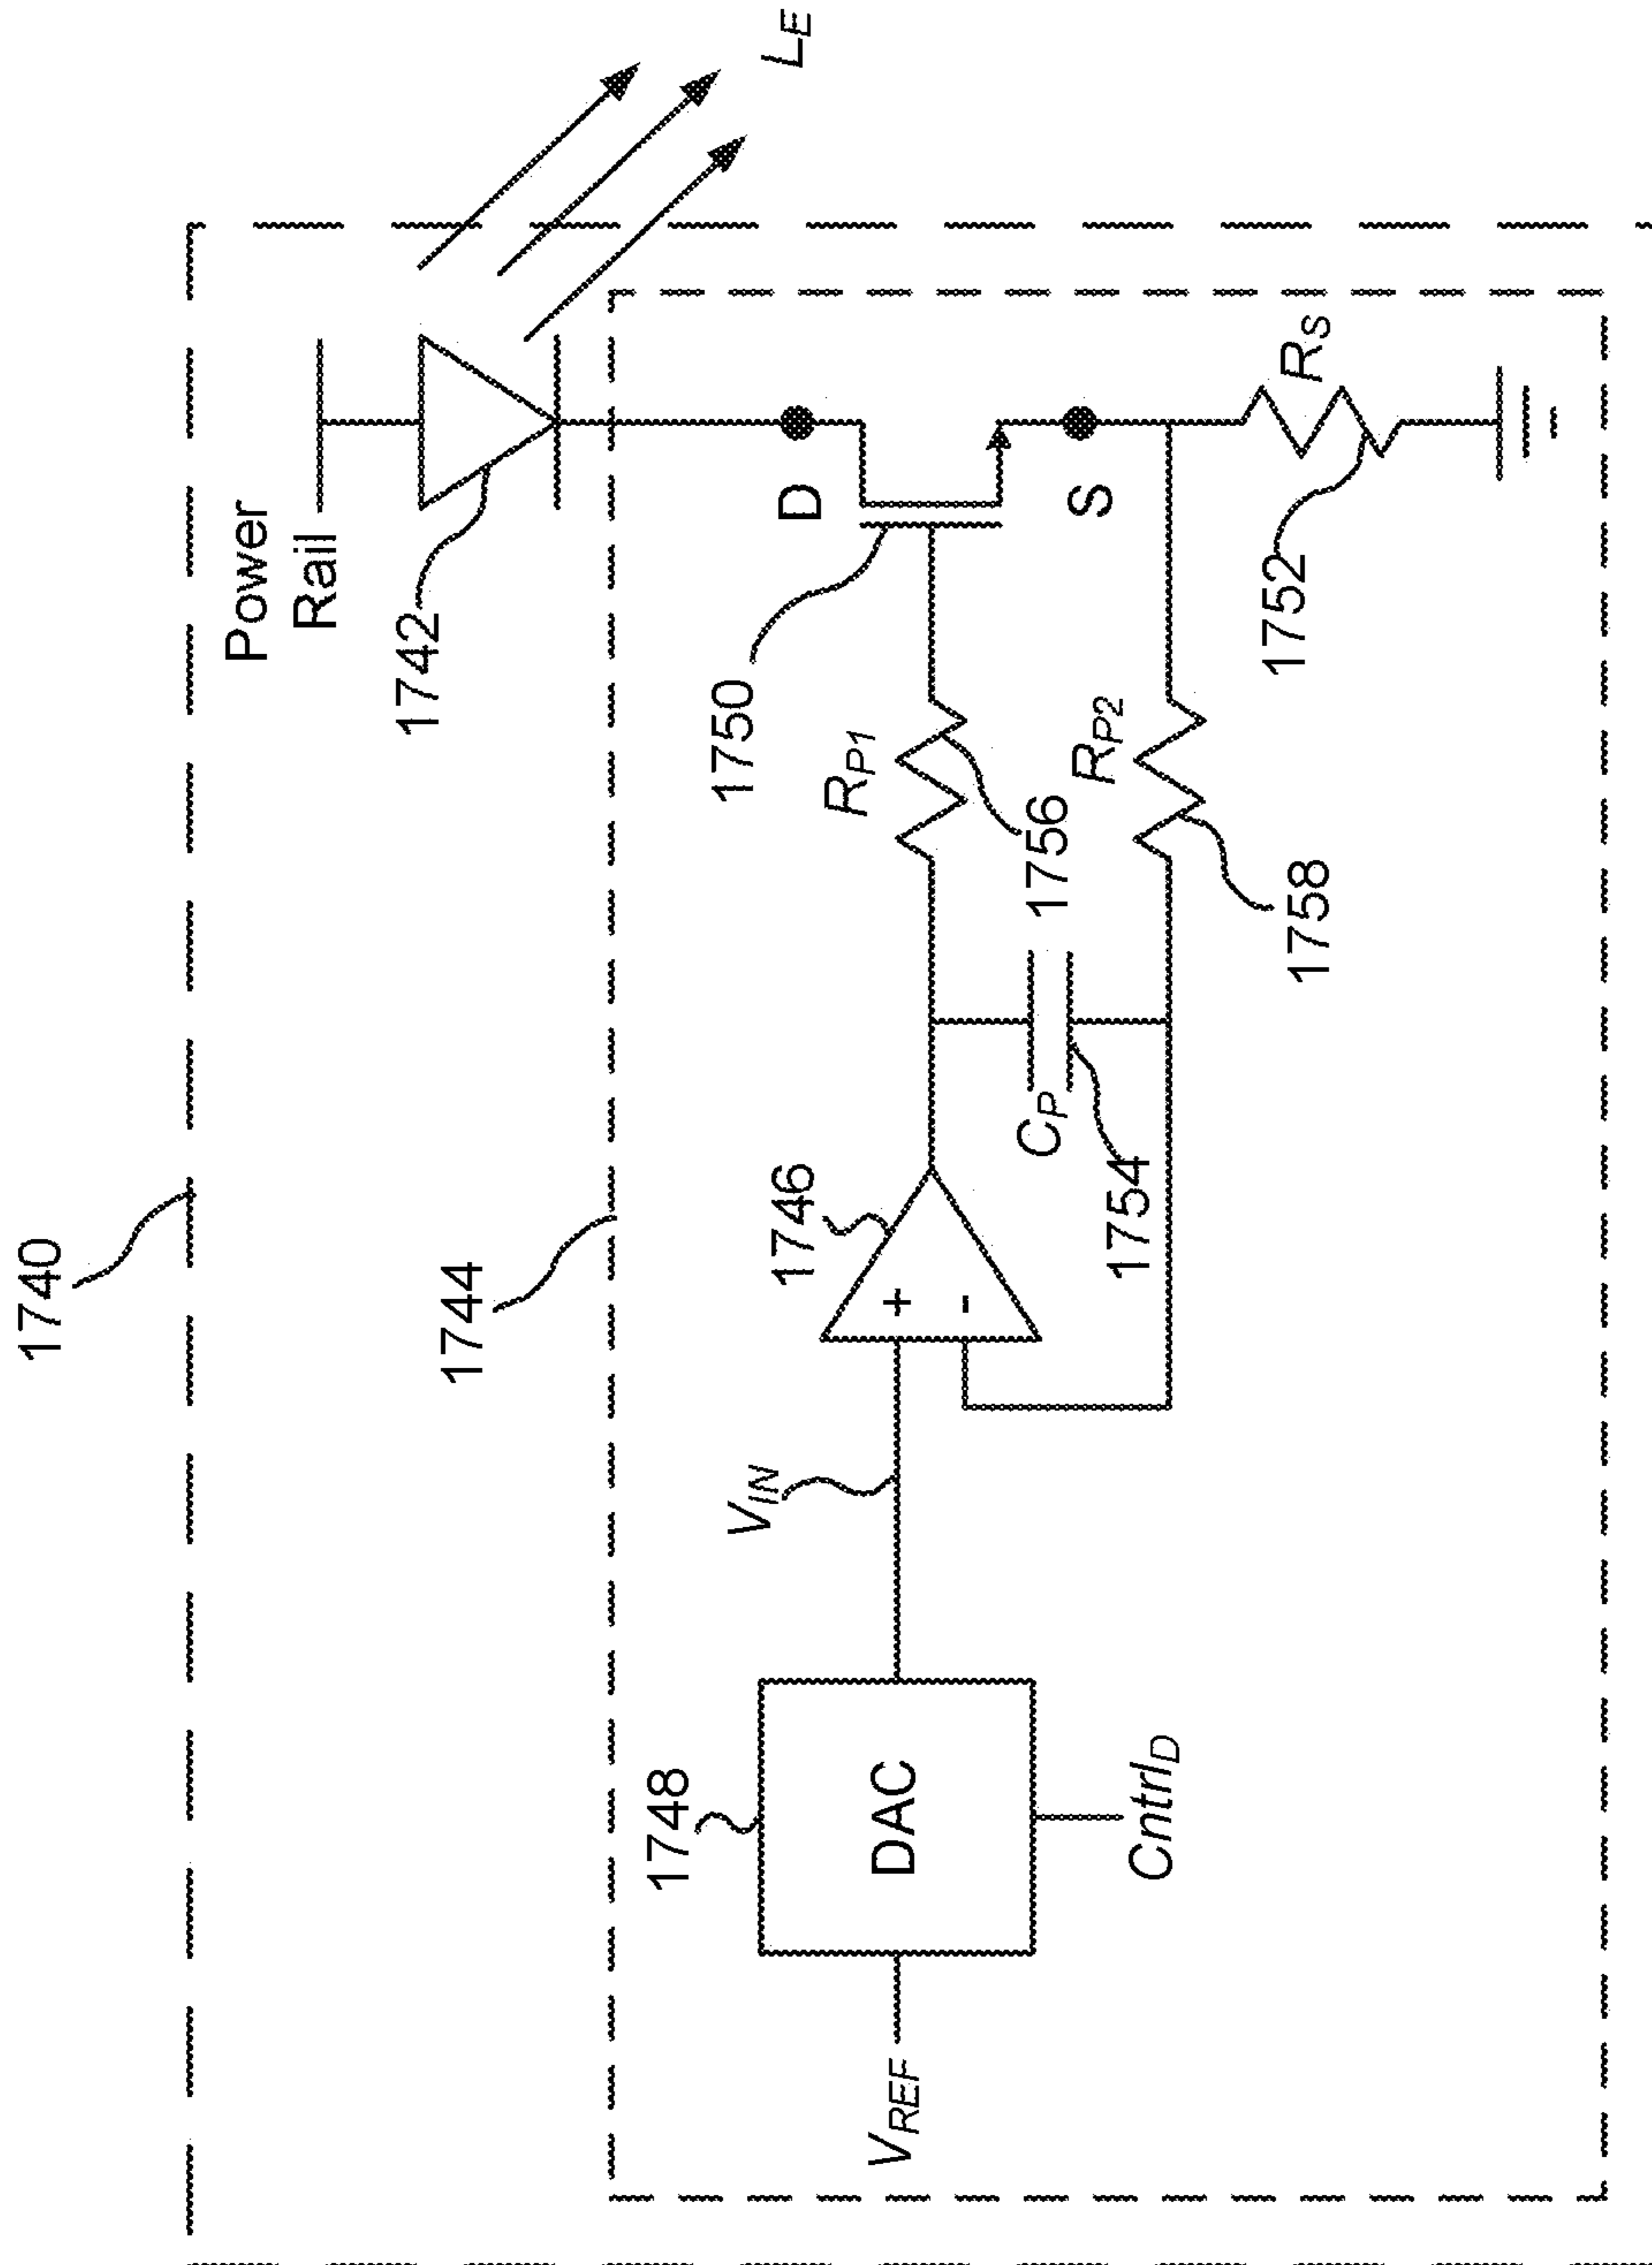 1740
Power
Rail
1742
L_E
1744
D
1750
S
R_S
1752
R_P1
1756
R_P2
1758
C_P
1754
1746
+
-
V_IN
1748
DAC
Cntrl_D
V_REF